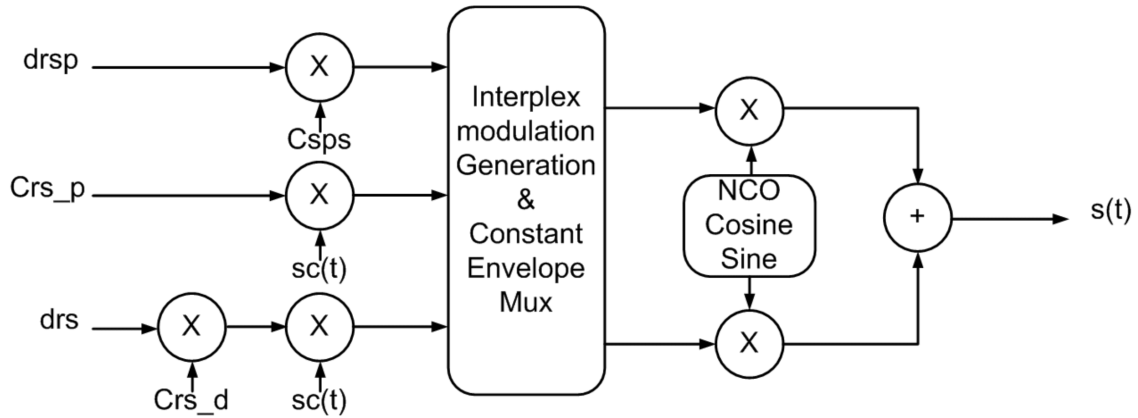 drsp
X
Csps
Crs_p
X
sc(t)
drs
X
X
Crs_d
sc(t)
Interplex
modulation
Generation
&
Constant
Envelope
Mux
X
NCO
Cosine
Sine
X
+
s(t)